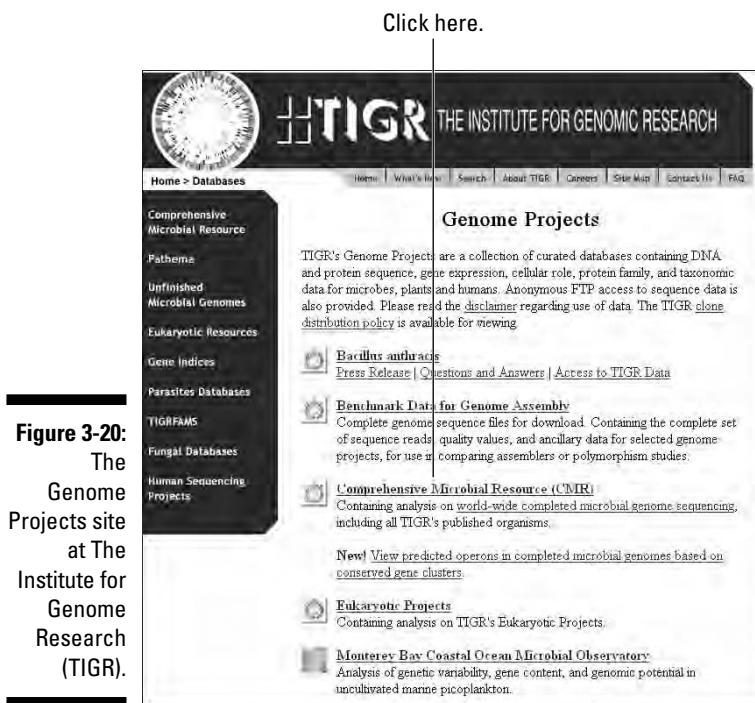 Click here.
TIGR THE INSTITUTE FOR GENOMIC RESEARCH
Home > Databases
Home | What's New | Search | About TIGR | Careers | Site Map | Contact Us | FAQ
Comprehensive
Microbial Resource
Pathema
Unfinished
Microbial Genomes
Eukaryotic Resources
Gene Indices
Parasites Databases
TIGRFAMS
Fungal Databases
Human Sequencing
Projects
Genome Projects
TIGR's Genome Projects are a collection of curated databases containing DNA
and protein sequence, gene expression, cellular role, protein family, and taxonomic
data for microbes, plants and humans. Anonymous FTP access to sequence data is
also provided. Please read the disclaimer regarding use of data. The TIGR clone
distribution policy is available for viewing.
Bacillus anthracis
Press Release | Questions and Answers | Access to TIGR Data
Benchmark Data for Genome Assembly
Complete genome sequence files for download. Containing the complete set
of sequence reads, quality values, and ancillary data for selected genome
projects, for use in comparing assemblers or polymorphism studies.
Comprehensive Microbial Resource (CMR)
Containing analysis on world-wide completed microbial genome sequencing,
including all TIGR's published organisms.
New! View predicted operons in completed microbial genomes based on
conserved gene clusters.
Eukaryotic Projects
Containing analysis on TIGR's Eukaryotic Projects.
Monterey Bay Coastal Ocean Microbial Observatory
Analysis of genetic variability, gene content, and genomic potential in
uncultivated marine picoplankton.
Figure 3-20:
The
Genome
Projects site
at The
Institute for
Genome
Research
(TIGR).